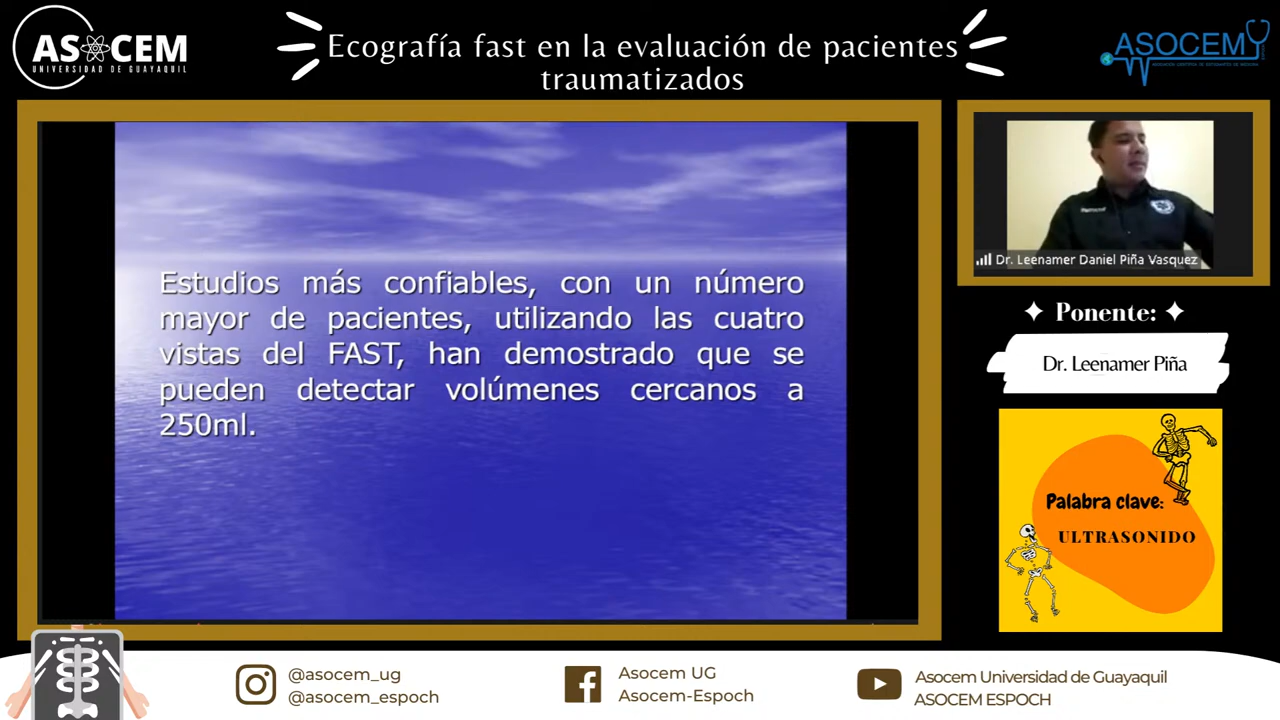 ASOCEM
UNIVERSIDAD DE GUAYAQUIL
Ecografía fast en la evaluación de pacientes
traumatizados
ASOCEM
Estudios más confiables, con un número
mayor de pacientes, utilizando las cuatro
vistas del FAST, han demostrado que se
pueden detectar volúmenes cercanos a
250ml.
Dr. Leenamer Daniel Piña Vasquez
Ponente:
Dr. Leenamer Piña
Palabra clave:
ULTRASONIDO
@asocem_ug
@asocem_espoch
Asocem UG
Asocem-Espoch
Asocem Universidad de Guayaquil
ASOCEM ESPOCH